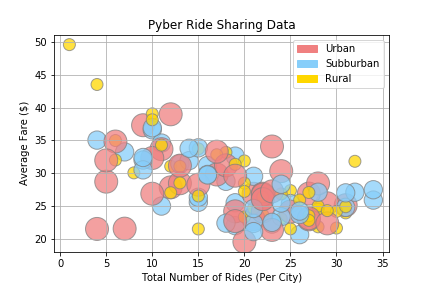 Pyber Ride Sharing Data
Urban
Subburban
Rural
50
45
40
35
30
25
20
Average Fare ($)
0 5 10 15 20 25 30 35
Total Number of Rides (Per City)